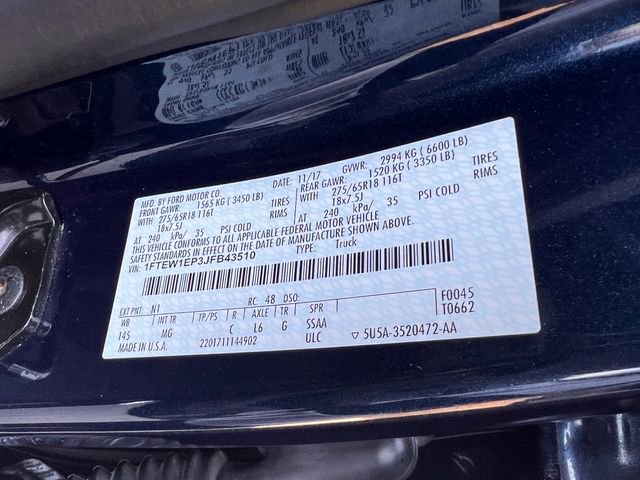 MFD. BY FORD MOTOR CO.
DATE: 11/17 GVWR: 2994 KG ( 6600 LB)
FRONT GAWR: 1565 KG ( 3450 LB) REAR GAWR: 1520 KG ( 3350 LB)
275/65R18 116T TIRES 275/65R18 116T TIRES
18x7.5J RIMS 18x7.5J RIMS
AT 240 kPa/ 35 PSI COLD AT 240 kPa/ 35 PSI COLD
THIS VEHICLE CONFORMS TO ALL APPLICABLE FEDERAL MOTOR VEHICLE
SAFETY STANDARDS IN EFFECT ON THE DATE OF MANUFACTURE SHOWN ABOVE.
VIN: 1FTEW1EP3JFB43510 TYPE: Truck
EXT PNT: N1 RC: 48 DSO: F0045
WB INT TR TP/PS R AXLE TR SPR T0662
145 MG C L6 G SSAA
MADE IN U.S.A. 2201711144902 ULC ▽ 5U5A-3520472-AA